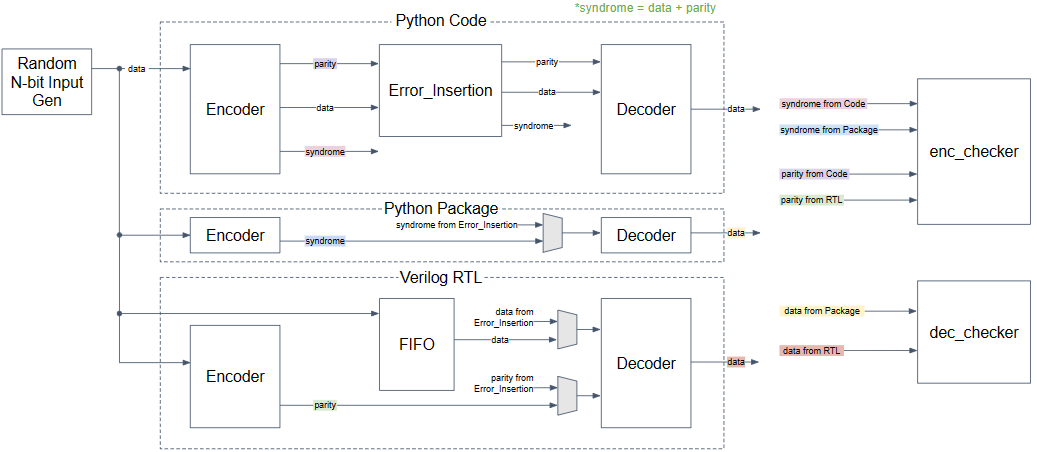 *syndrome = data + parity
Python Code
Random
N-bit Input
Gen
data
Encoder
parity
data
syndrome
Error_Insertion
parity
data
syndrome
Decoder
data
syndrome from Code
syndrome from Package
parity from Code
parity from RTL
enc_checker
Python Package
Encoder
syndrome
syndrome from Error_Insertion
Decoder
data
Verilog RTL
FIFO
Encoder
parity
data from
Error_Insertion
data
parity from
Error_Insertion
Decoder
data
data from Package
data from RTL
dec_checker